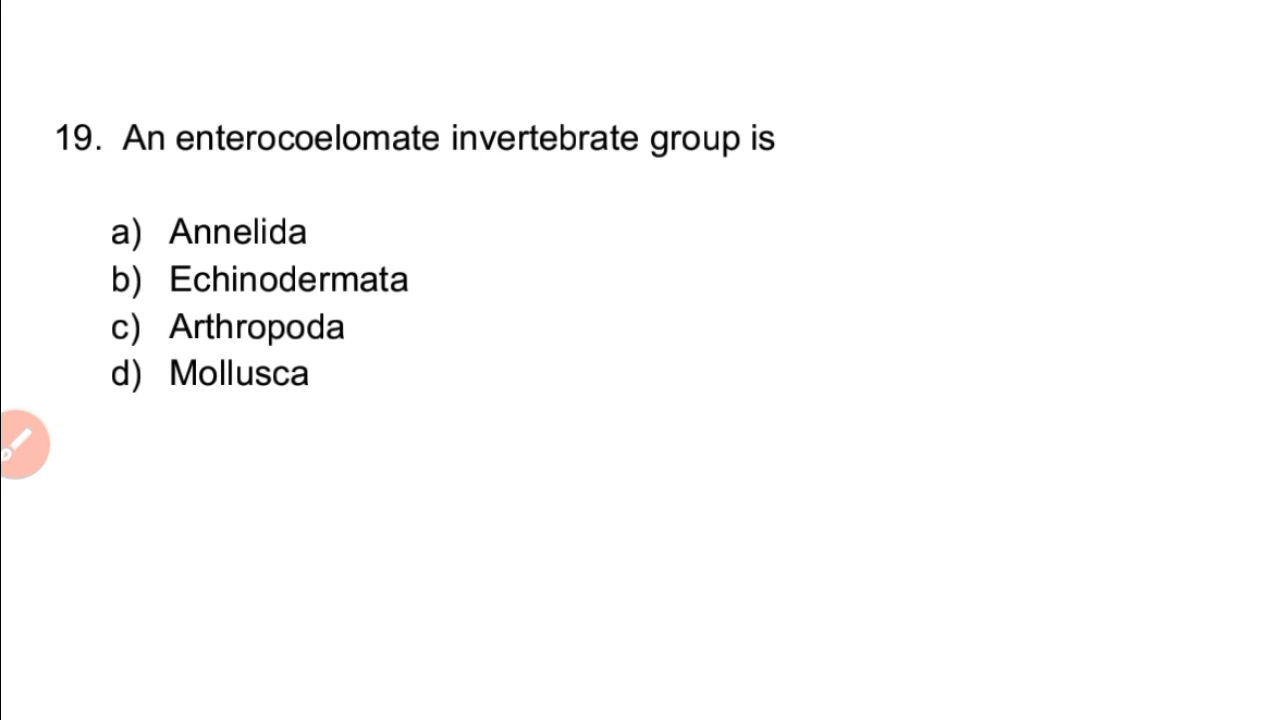 19. An enterocoelomate invertebrate group is
a) Annelida
b) Echinodermata
c) Arthropoda
d) Mollusca